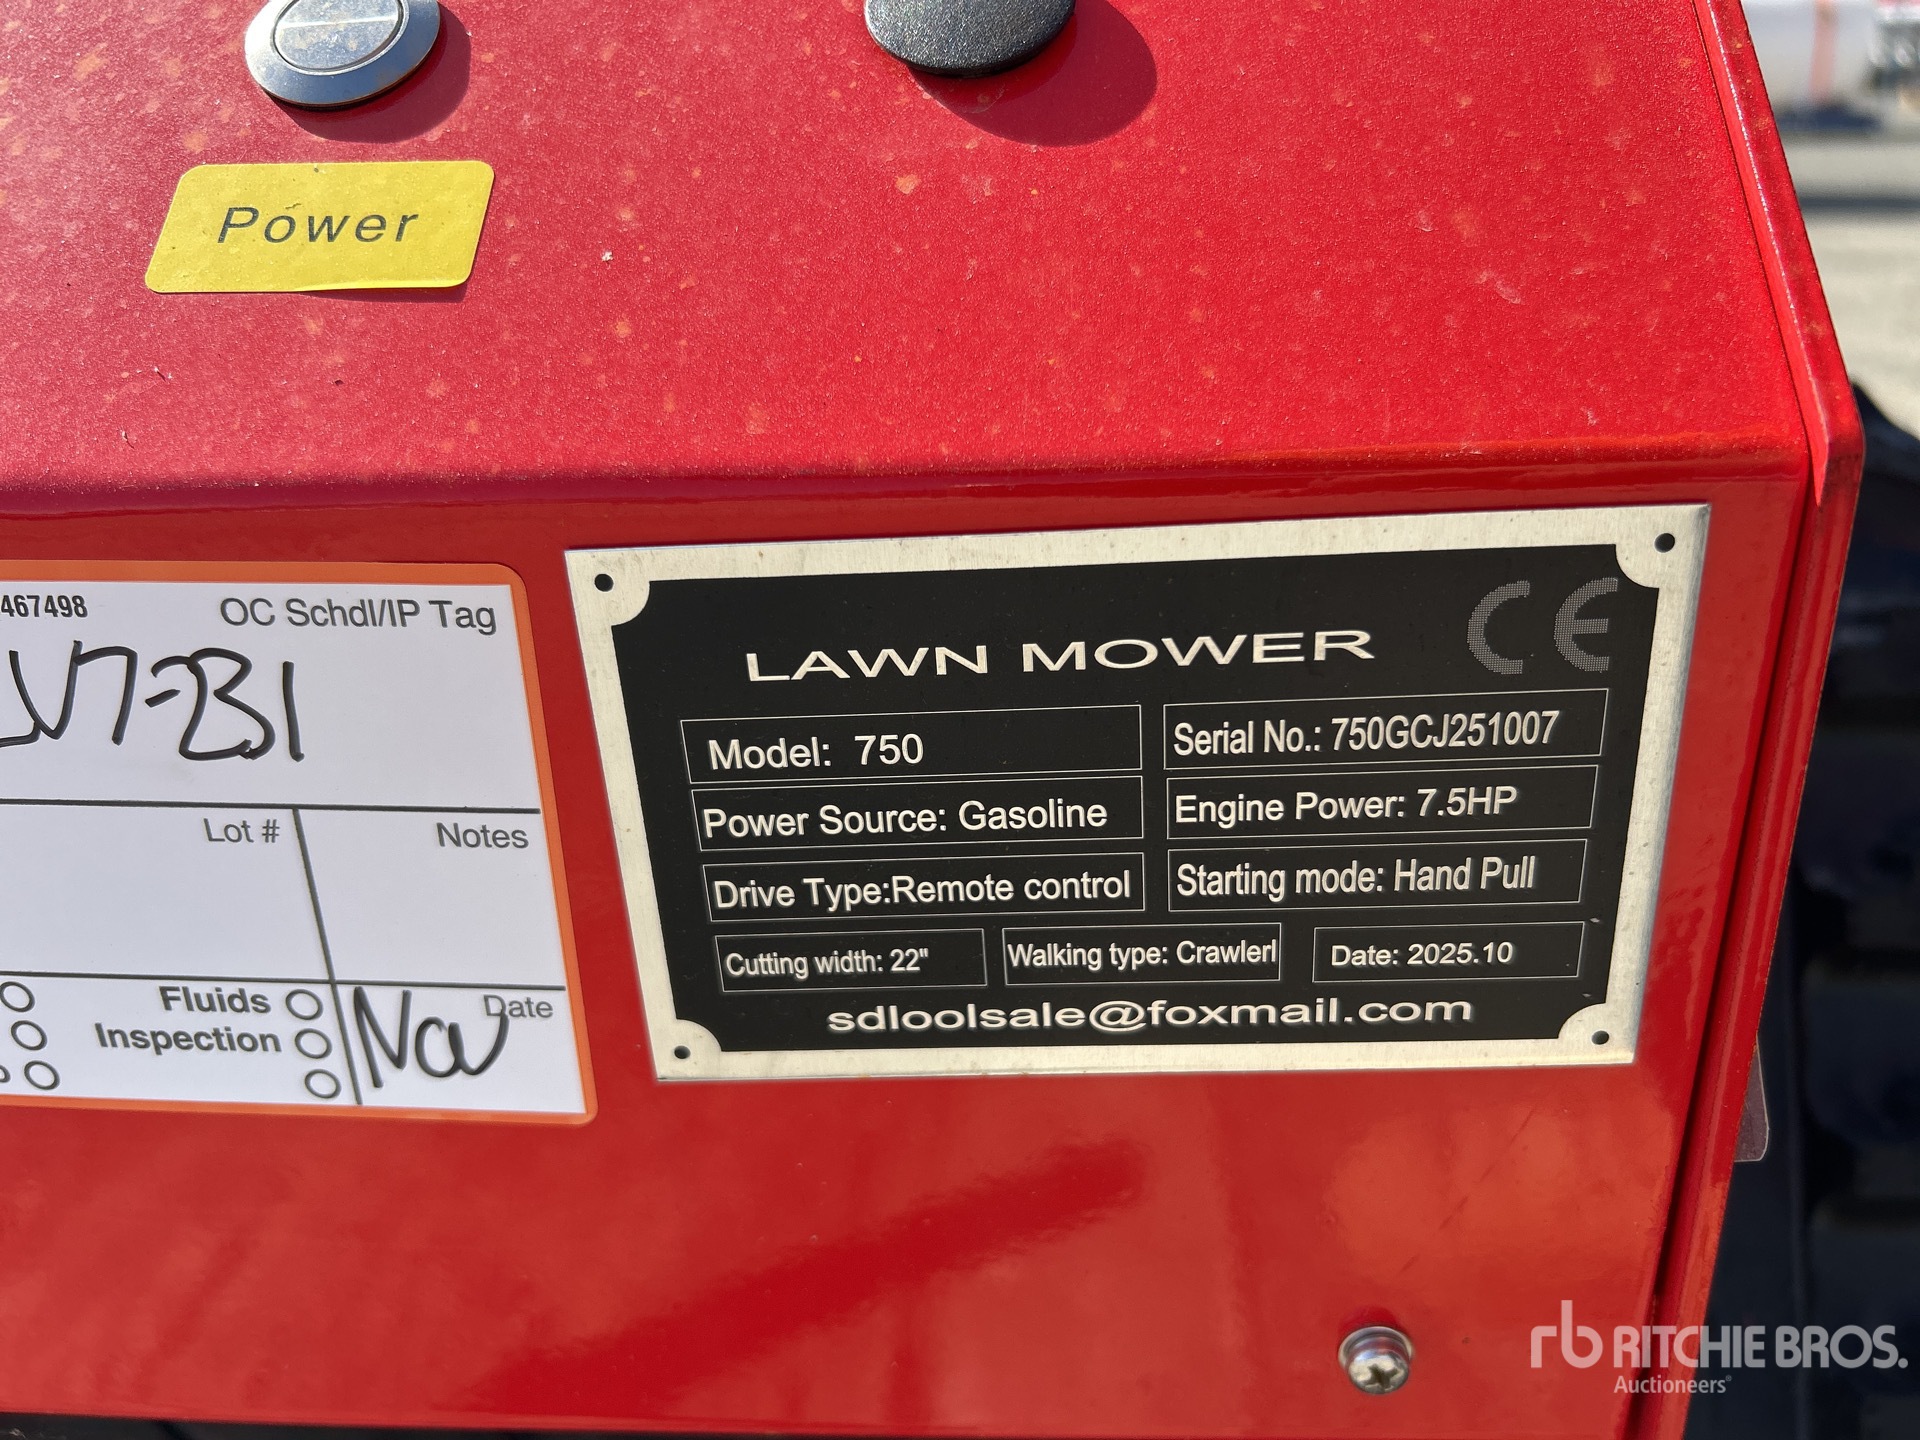 Power
467498 OC Schdl/IP Tag
Lot # Notes
Fluids
Inspection
Date
Nov
LAWN MOWER CE
Model: 750 Serial No.: 750GCJ251007
Power Source: Gasoline Engine Power: 7.5HP
Drive Type:Remote control Starting mode: Hand Pull
Cutting width: 22" Walking type: Crawlerl Date: 2025.10
sdloolsale@foxmail.com
rb RITCHIE BROS.
Auctioneers